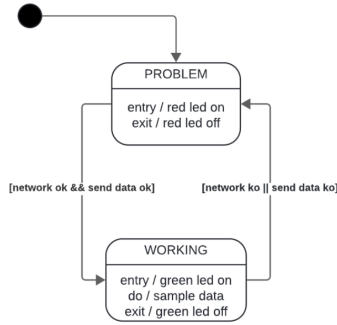 PROBLEM
entry / red led on
exit / red led off
[network ok && send data ok]
[network ko || send data ko]
WORKING
entry / green led on
do / sample data
exit / green led off